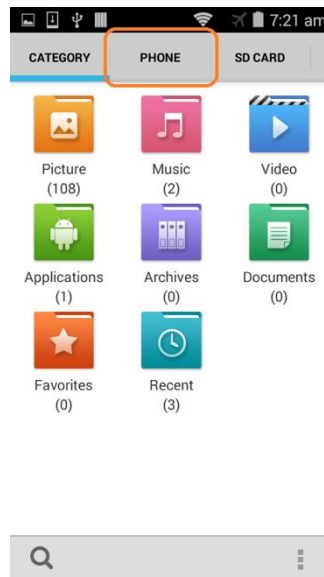 7:21 am
CATEGORY PHONE SD CARD
Picture Music Video
(108) (2) (0)
Applications Archives Documents
(1) (0) (0)
Favorites Recent
(0) (3)